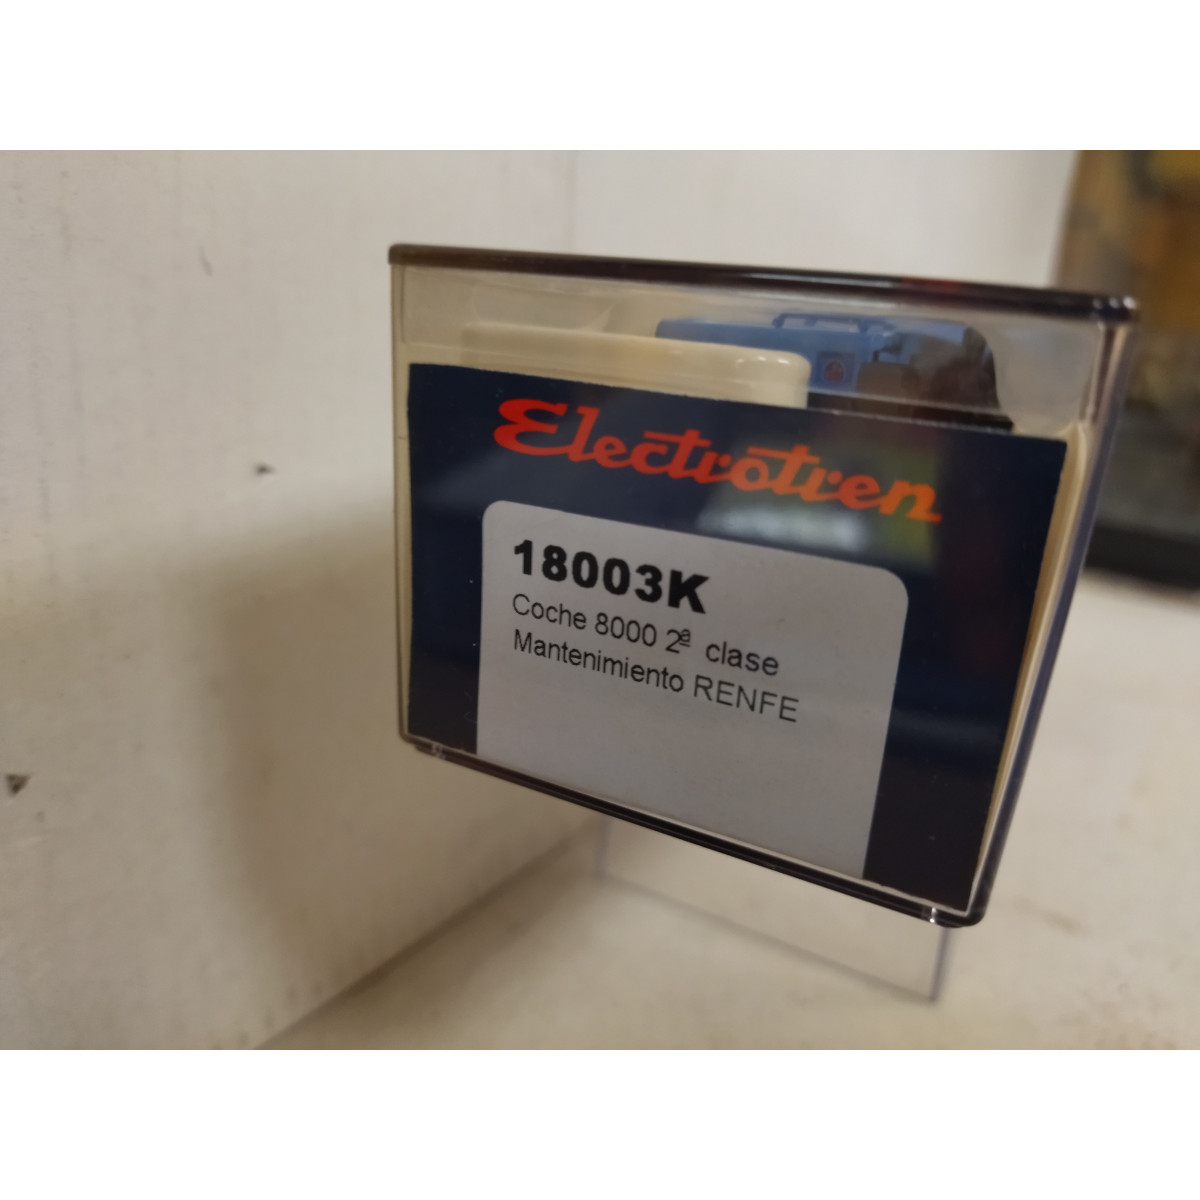 Electrotren
18003K
Coche 8000 2ª clase
Mantenimiento RENFE